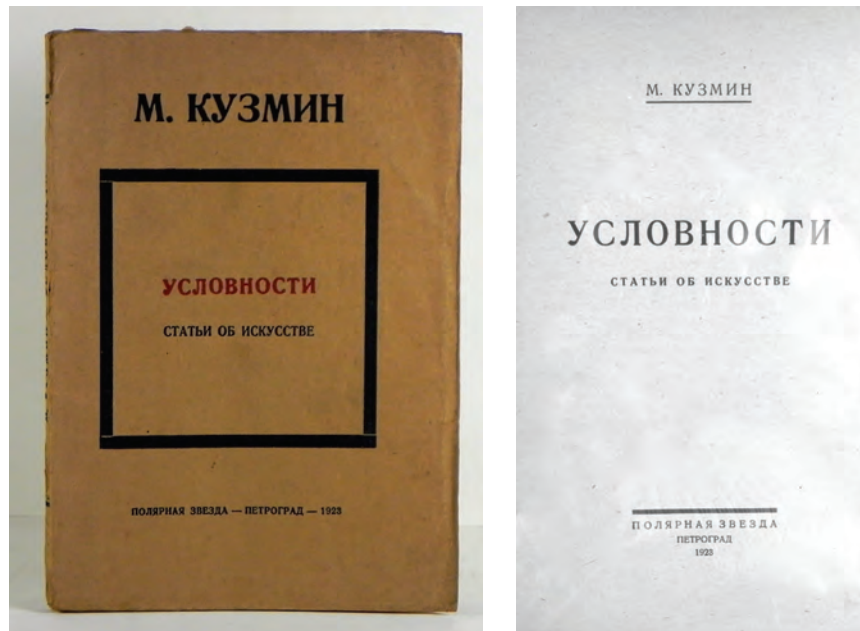 М. КУЗМИН
УСЛОВНОСТИ
СТАТЬИ ОБ ИСКУССТВЕ
ПОЛЯРНАЯ ЗВЕЗДА — ПЕТРОГРАД — 1923
М. КУЗМИН
УСЛОВНОСТИ
СТАТЬИ ОБ ИСКУССТВЕ
ПОЛЯРНАЯ ЗВЕЗДА
ПЕТРОГРАД
1923